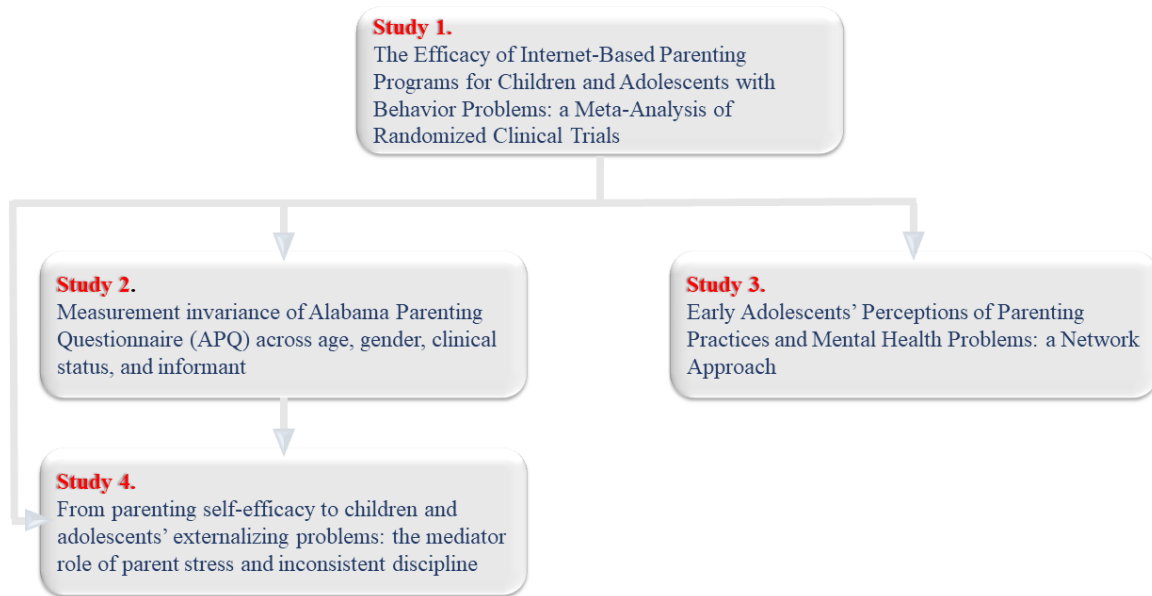 Study 1.
The Efficacy of Internet-Based Parenting
Programs for Children and Adolescents with
Behavior Problems: a Meta-Analysis of
Randomized Clinical Trials
Study 2.
Measurement invariance of Alabama Parenting
Questionnaire (APQ) across age, gender, clinical
status, and informant
Study 3.
Early Adolescents’ Perceptions of Parenting
Practices and Mental Health Problems: a Network
Approach
Study 4.
From parenting self-efficacy to children and
adolescents’ externalizing problems: the mediator
role of parent stress and inconsistent discipline